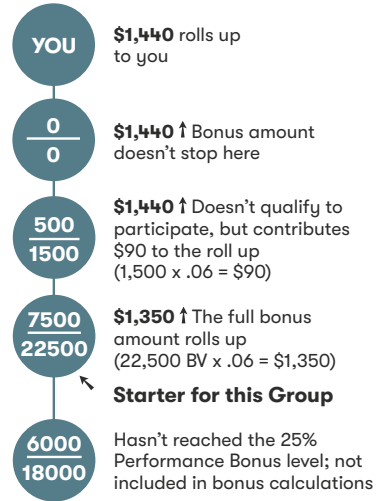 YOU
$1,440 rolls up
to you
0
0
$1,440 ↑ Bonus amount
doesn’t stop here
500
1500
$1,440 ↑ Doesn’t qualify to
participate, but contributes
$90 to the roll up
(1,500 x .06 = $90)
7500
22500
$1,350 ↑ The full bonus
amount rolls up
(22,500 BV x .06 = $1,350)
Starter for this Group
6000
18000
Hasn’t reached the 25%
Performance Bonus level; not
included in bonus calculations